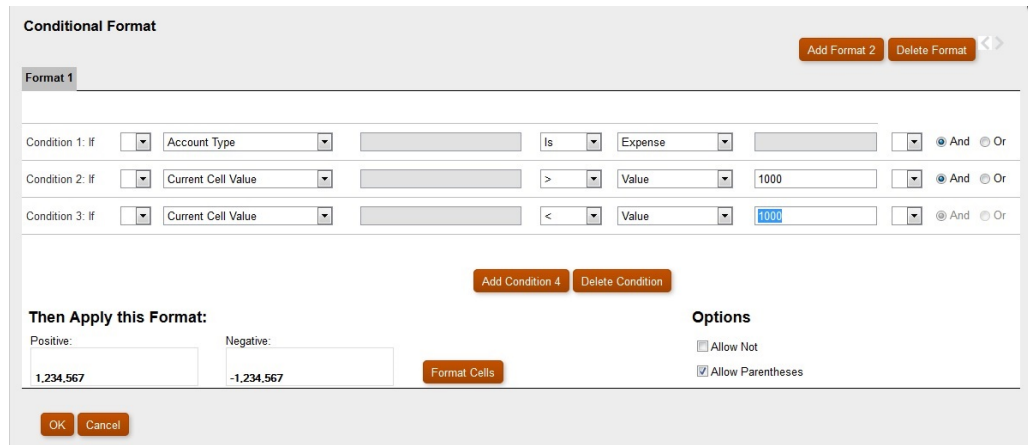 Conditional Format
Add Format 2 Delete Format
Format 1
Condition 1: If Account Type Is Expense And Or
Condition 2: If Current Cell Value > Value 1000 And Or
Condition 3: If Current Cell Value < Value 1000 And Or
Add Condition 4 Delete Condition
Then Apply this Format: Options
Positive: Negative: Allow Not
1,234,567 -1,234,567 Format Cells Allow Parentheses
OK Cancel